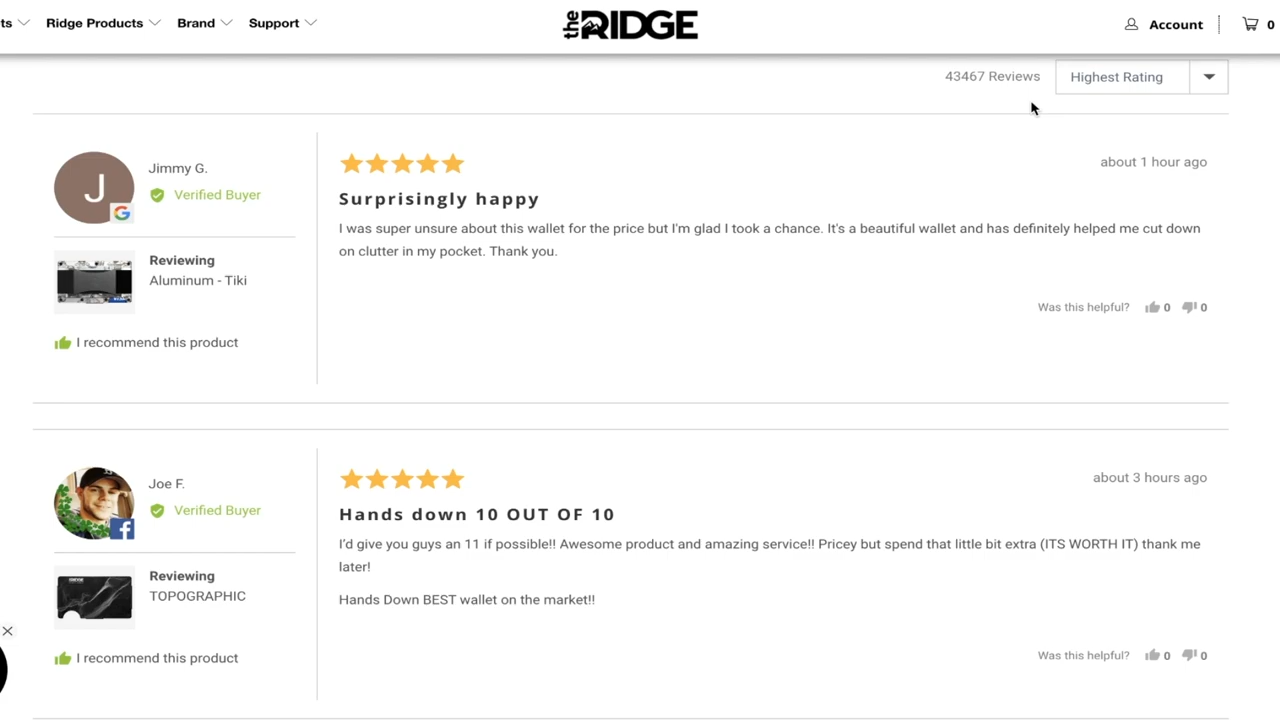 ts
Ridge Products
Brand
Support
the RIDGE
Account
0
43467 Reviews
Highest Rating
J
Jimmy G.
Verified Buyer
Reviewing
Aluminum - Tiki
I recommend this product
Surprisingly happy
about 1 hour ago
I was super unsure about this wallet for the price but I'm glad I took a chance. It's a beautiful wallet and has definitely helped me cut down
on clutter in my pocket. Thank you.
Was this helpful? 0 0
Joe F.
Verified Buyer
Reviewing
TOPOGRAPHIC
I recommend this product
Hands down 10 OUT OF 10
about 3 hours ago
I'd give you guys an 11 if possible!! Awesome product and amazing service!! Pricey but spend that little bit extra (ITS WORTH IT) thank me
later!
Hands Down BEST wallet on the market!!
Was this helpful? 0 0